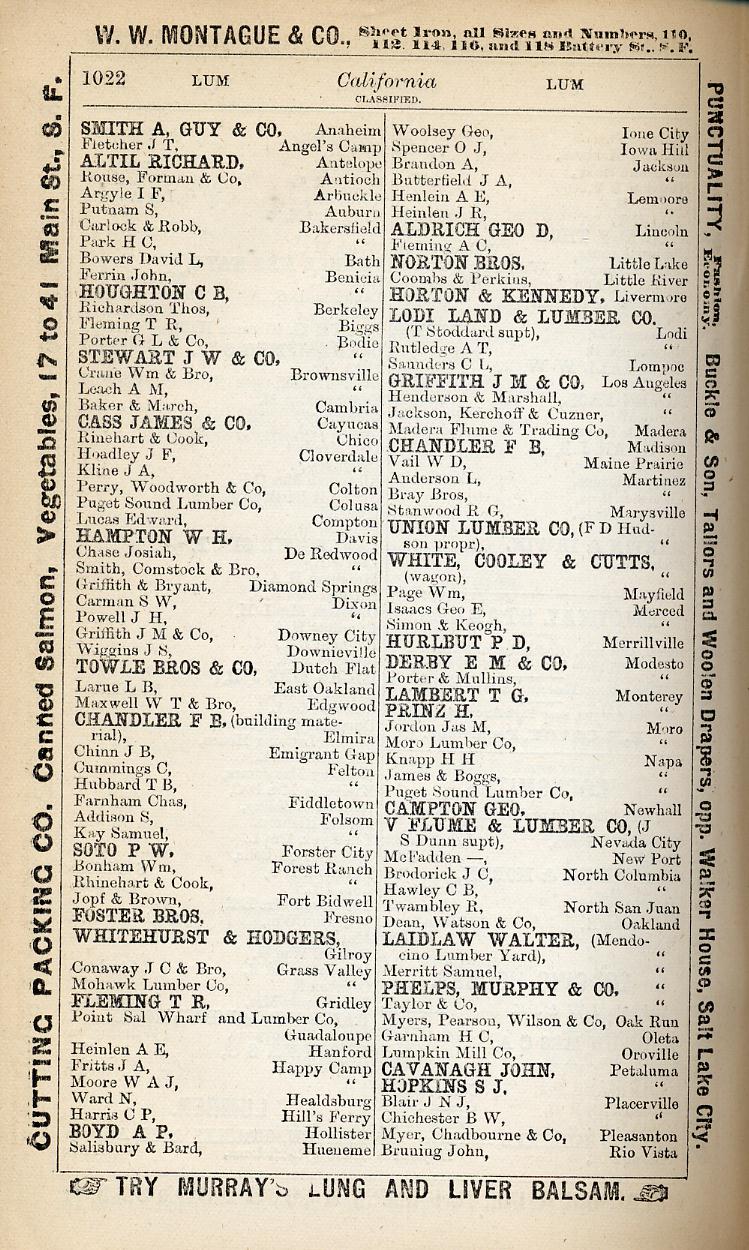 W. W. MONTAGUE & CO., Sheet Iron, all Sizes and Numbers, 110,
112, 114, 116, and 118 Battery St., S. F.
CUTTING PACKING CO. Canned Salmon, Vegetables, 17 to 41 Main St., S. F.
1022 LUM California LUM
CLASSIFIED.
SMITH A, GUY & CO, Anaheim
Fletcher J T, Angel's Camp
ALTIL RICHARD, Antelope
Rouse, Forman & Co, Antioch
Argyle I F, Arbuckle
Putnam S, Auburn
Carlock & Robb, Bakersfield
Park H C, “
Bowers David L, Bath
Ferrin John, Benicia
HOUGHTON C B, “
Richardson Thos, Berkeley
Fleming T R, Biggs
Porter G L & Co, Bodie
STEWART J W & CO, “
Crane Wm & Bro, Brownsville
Leach A M, “
Baker & March, Cambria
CASS JAMES & CO. Cayucas
Rinehart & Cook, Chico
Hoadley J F, Cloverdale
Kline J A, “
Perry, Woodworth & Co, Colton
Puget Sound Lumber Co, Colusa
Lucas Edward, Compton
HAMPTON W H. Davis
Chase Josiah, De Redwood
Smith, Comstock & Bro, “
Griffith & Bryant, Diamond Springs
Carman S W, Dixon
Powell J H, “
Griffith J M & Co, Downey City
Wiggins J S, Downieville
TOWLE BROS & CO, Dutch Flat
Larue L B, East Oakland
Maxwell W T & Bro, Edgwood
CHANDLER F B, (building mate-
rial), Elmira
Chinn J B, Emigrant Gap
Cummings C, Felton
Hubbard T B, “
Farnham Chas, Fiddletown
Addison S, Folsom
Kay Samuel, “
SOTO P W. Forster City
Bonham Wm, Forest Ranch
Rhinehart & Cook, “
Jopf & Brown, Fort Bidwell
FOSTER BROS. Fresno
WHITEHURST & HODGERS,
Gilroy
Conaway J C & Bro, Grass Valley
Mohawk Lumber Co, “
FLEMING T R, Gridley
Point Sal Wharf and Lumber Co,
Guadaloupe
Heinlen A E, Hanford
Fritts J A, Happy Camp
Moore W A J, “
Ward N, Healdsburg
Harris C P, Hill's Ferry
BOYD A P. Hollister
Salisbury & Bard, Hueneme
Woolsey Geo, Ione City
Spencer O J, Iowa Hill
Brandon A, Jackson
Butterfield J A, “
Henlein A E, Lemoore
Heinlen J R, “
ALDRICH GEO D, Lincoln
Fleming A C, “
NORTON BROS. Little Lake
Coombs & Perkins, Little River
HORTON & KENNEDY. Livermore
LODI LAND & LUMBER CO.
(T Stoddard supt), Lodi
Rutledge A T, “
Saunders C L, Lompoc
GRIFFITH J M & CO, Los Angeles
Henderson & Marshall, “
Jackson, Kerchoff & Cuzner, “
Madera Flume & Trading Co, Madera
CHANDLER F B, Madison
Vail W D, Maine Prairie
Anderson L, Martinez
Bray Bros, “
Stanwood R G, Marysville
UNION LUMBER CO, (F D Hud-
son propr), “
WHITE, COOLEY & CUTTS,
(wagon), “
Page Wm, Mayfield
Isaacs Geo E, Merced
Simon & Keogh, “
HURLBUT P D, Merrillville
DERBY E M & CO. Modesto
Porter & Mullins, “
LAMBERT T G. Monterey
PRINZ H. “
Jordon Jas M, Moro
Moro Lumber Co, “
Knapp H H Napa
James & Boggs, “
Puget Sound Lumber Co, “
CAMPTON GEO. Newhall
V FLUME & LUMBER CO, (J
S Dunn supt), Nevada City
McFadden —, New Port
Broderick J C, North Columbia
Hawley C B, “
Twambley R, North San Juan
Dean, Watson & Co, Oakland
LAIDLAW WALTER, (Mendo-
cino Lumber Yard), “
Merritt Samuel, “
PHELPS, MURPHY & CO. “
Taylor & Co, “
Myers, Pearson, Wilson & Co, Oak Run
Garnham H C, Oleta
Lumpkin Mill Co, Oroville
CAVANAGH JOHN, Petaluma
HOPKINS S J, “
Blair J N J, Placerville
Chichester B W, “
Myer, Chadbourne & Co, Pleasanton
Bruning John, Rio Vista
PUNCTUALITY, Fashion, Economy. Buckle & Son, Tailors and Woolen Drapers, opp. Walker House, Salt Lake City.
TRY MURRAY'S LUNG AND LIVER BALSAM.